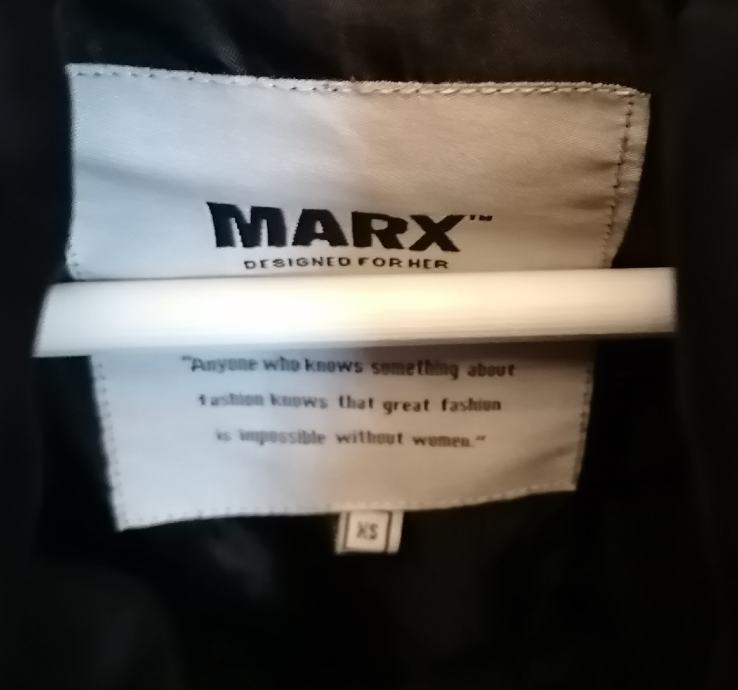 MARX™
DESIGNED FOR HER
"Anyone who knows something about
fashion knows that great fashion
is impossible without women."
XS